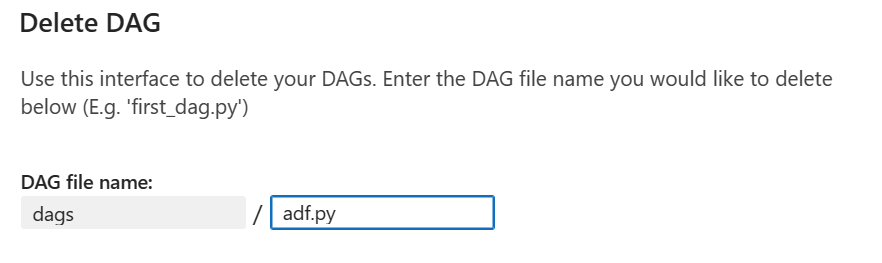 Delete DAG
Use this interface to delete your DAGs. Enter the DAG file name you would like to delete
below (E.g. 'first_dag.py')
DAG file name:
dags / adf.py